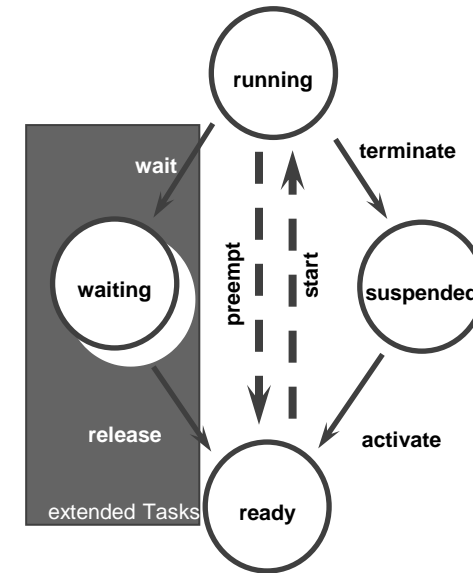 running
terminate
wait
waiting
preempt
start
suspended
release
activate
extended Tasks
ready